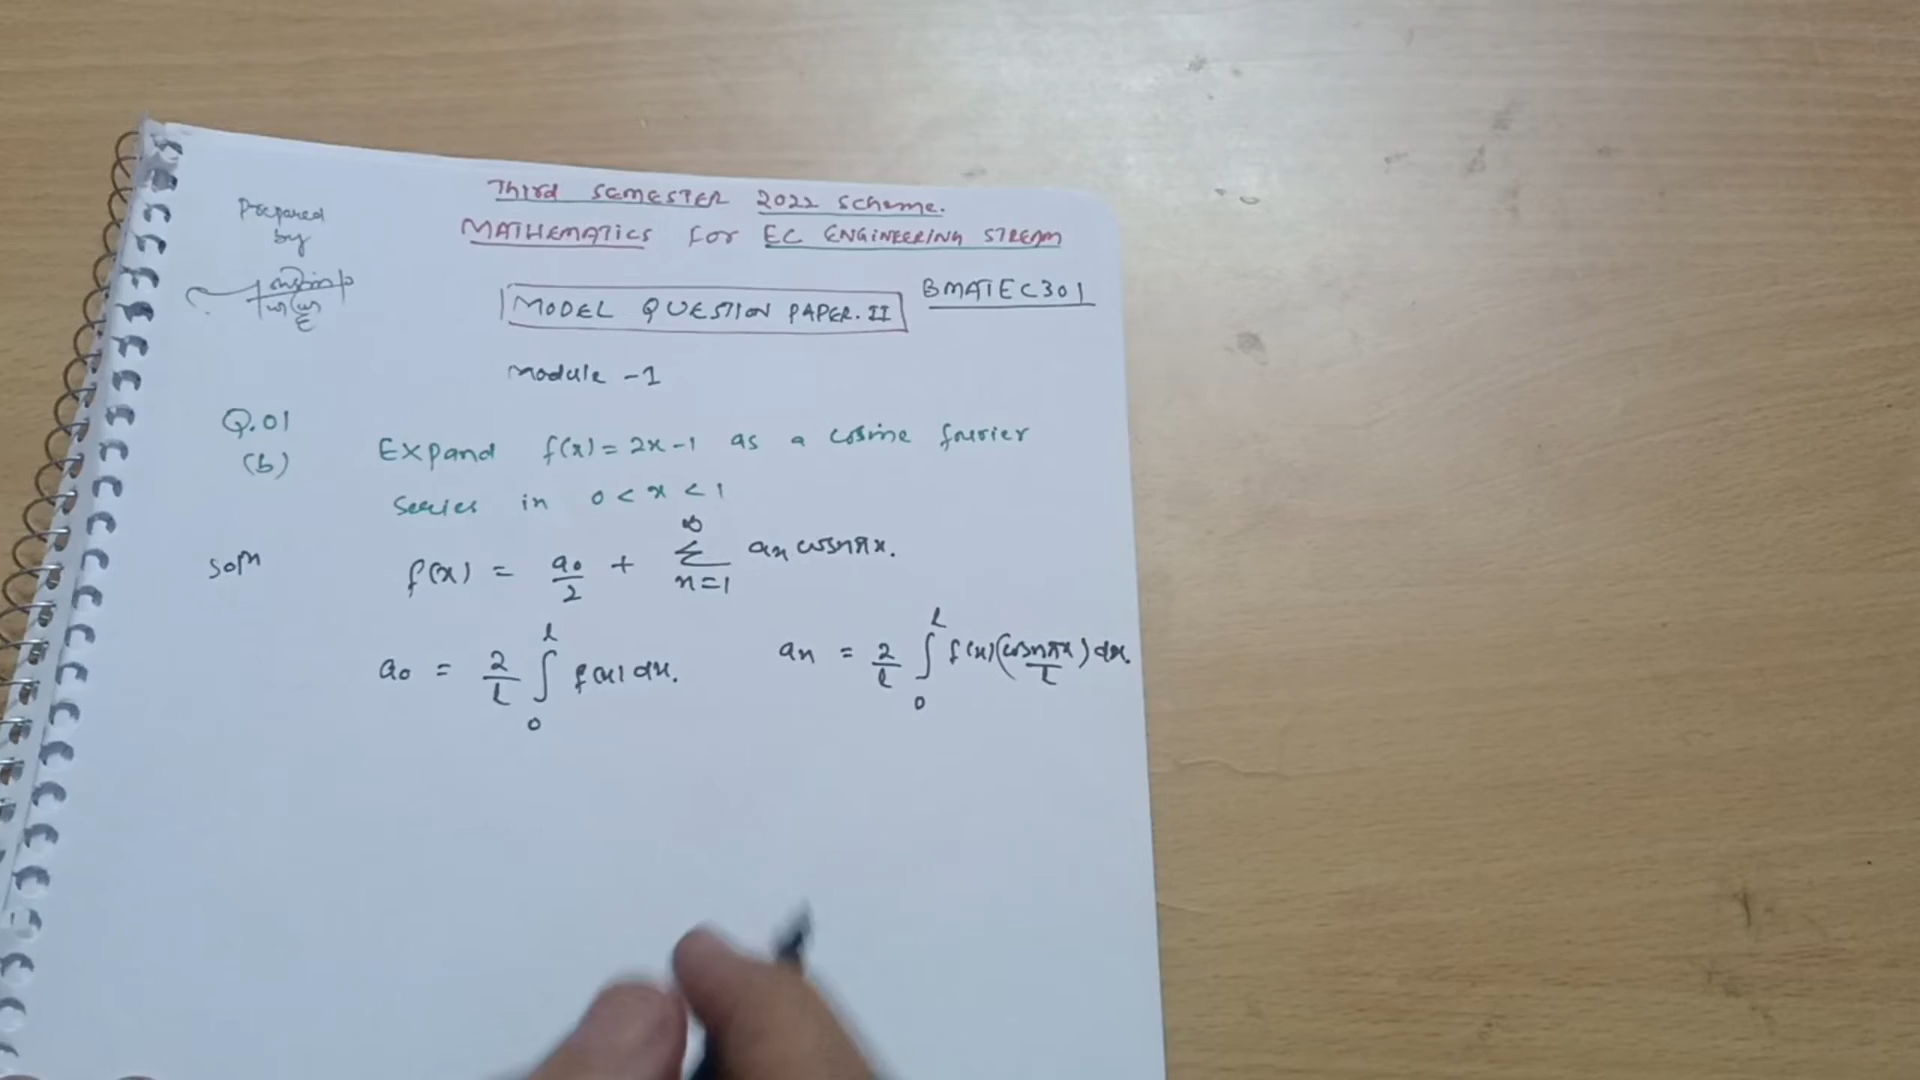 Third SEMESTER 2022 Scheme.
MATHEMATICS for EC ENGINEERING STREAM
Prepared
by
BMATEC301
MODEL QUESTION PAPER. II
Module -1
Q.01
(b)
Expand f(x) = 2x-1 as a cosine fourier
series in 0 < x < 1
Soln
f(x) = a₀/2 + ∞ Σ n=1 aₙ cosnπx.
a₀ = 2/l ∫₀ˡ f(x) dx.
aₙ = 2/l ∫₀ˡ f(x) (cosnπx/l) dx.